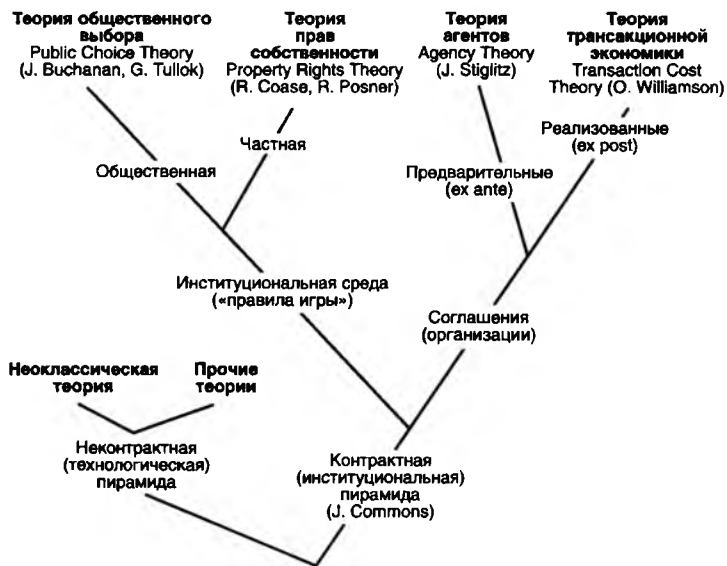 Теория общественного
выбора
Public Choice Theory
(J. Buchanan, G. Tullok)
Теория
прав
собственности
Property Rights Theory
(R. Coase, R. Posner)
Теория
агентов
Agency Theory
(J. Stiglitz)
Теория
трансакционной
экономики
Transaction Cost
Theory (O. Williamson)
Общественная
Частная
Предварительные
(ex ante)
Реализованные
(ex post)
Институциональная среда
(«правила игры»)
Соглашения
(организации)
Неоклассическая
теория
Прочие
теории
Неконтрактная
(технологическая)
пирамида
Контрактная
(институциональная)
пирамида
(J. Commons)